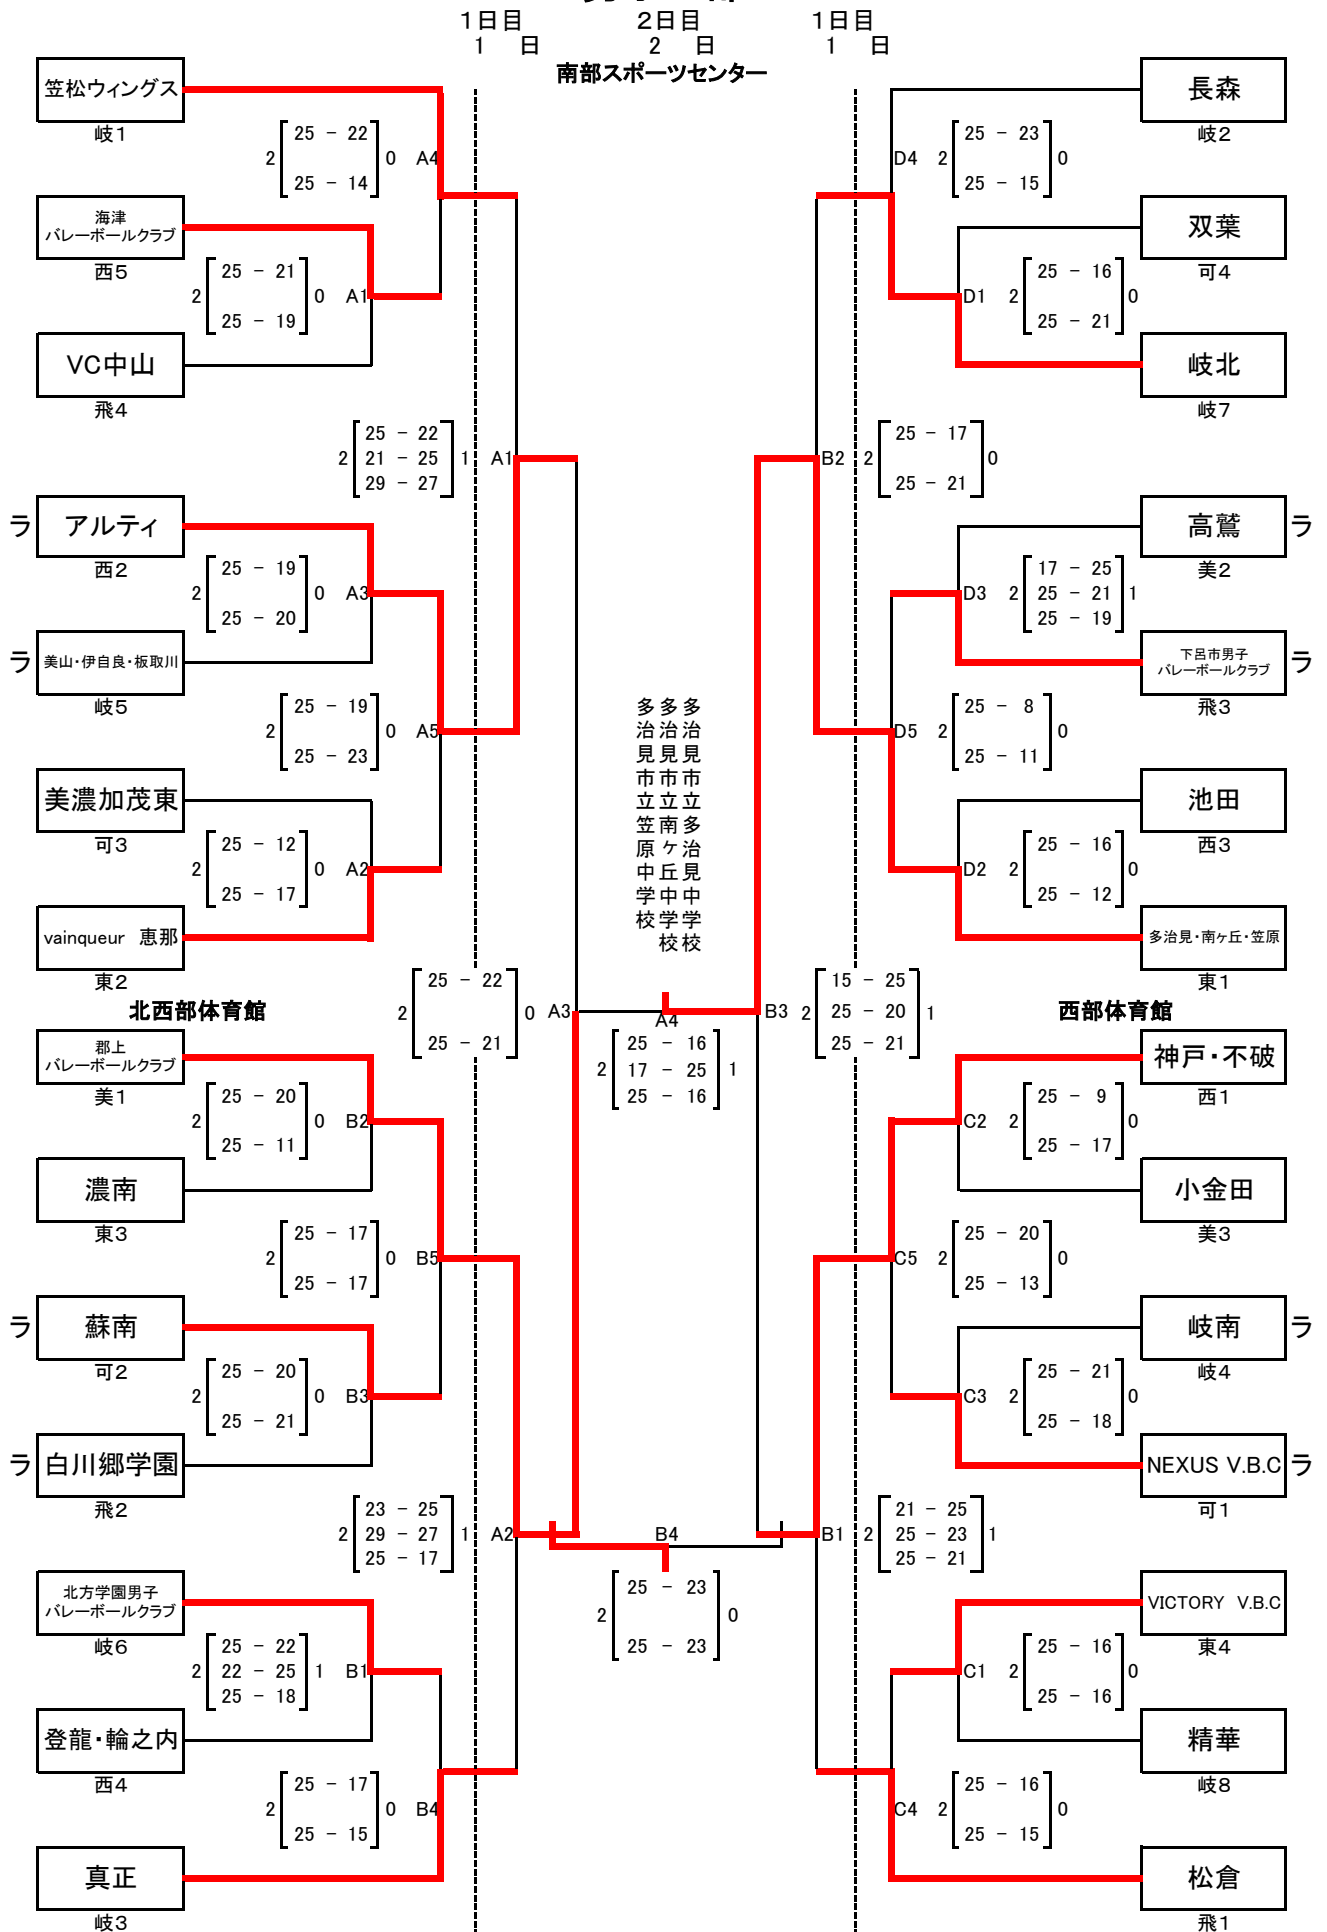 1日目 2日目 1日目
1 日 2 日 1 日
南部スポーツセンター
笠松ウィングス
岐1
2 25 - 22 0 A4
25 - 14
海津
バレーボールクラブ
西5
2 25 - 21 0 A1
25 - 19
VC中山
飛4
2 25 - 22 1 A1
21 - 25
29 - 27
ラ アルティ
西2
2 25 - 19 0 A3
25 - 20
ラ 美山・伊自良・板取川
岐5
2 25 - 19 0 A5
25 - 23
美濃加茂東
可3
2 25 - 12 0 A2
25 - 17
vainqueur 恵那
東2
北西部体育館
2 25 - 22 0 A3
25 - 21
郡上
バレーボールクラブ
美1
2 25 - 20 0 B2
25 - 11
濃南
東3
2 25 - 17 0 B5
25 - 17
ラ 蘇南
可2
2 25 - 20 0 B3
25 - 21
ラ 白川郷学園
飛2
2 23 - 25 1 A2
29 - 27
25 - 17
北方学園男子
バレーボールクラブ
岐6
2 25 - 22 1 B1
22 - 25
25 - 18
登龍・輪之内
西4
2 25 - 17 0 B4
25 - 15
真正
岐3
多治見市立多治見中学校
多治見市立南ヶ丘中学校
多治見市立笠原中学校
A4
2 25 - 16 1
17 - 25
25 - 16
B4
2 25 - 23 0
25 - 23
長森
岐2
D4 2 25 - 23 0
25 - 15
双葉
可4
D1 2 25 - 16 0
25 - 21
岐北
岐7
B2 2 25 - 17 0
25 - 21
高鷲 ラ
美2
D3 2 17 - 25 1
25 - 21
25 - 19
下呂市男子
バレーボールクラブ ラ
飛3
D5 2 25 - 8 0
25 - 11
池田
西3
D2 2 25 - 16 0
25 - 12
多治見・南ヶ丘・笠原
東1
西部体育館
B3 2 15 - 25 1
25 - 20
25 - 21
神戸・不破
西1
C2 2 25 - 9 0
25 - 17
小金田
美3
C5 2 25 - 20 0
25 - 13
岐南 ラ
岐4
C3 2 25 - 21 0
25 - 18
NEXUS V.B.C ラ
可1
B1 2 21 - 25 1
25 - 23
25 - 21
VICTORY V.B.C
東4
C1 2 25 - 16 0
25 - 16
精華
岐8
C4 2 25 - 16 0
25 - 15
松倉
飛1